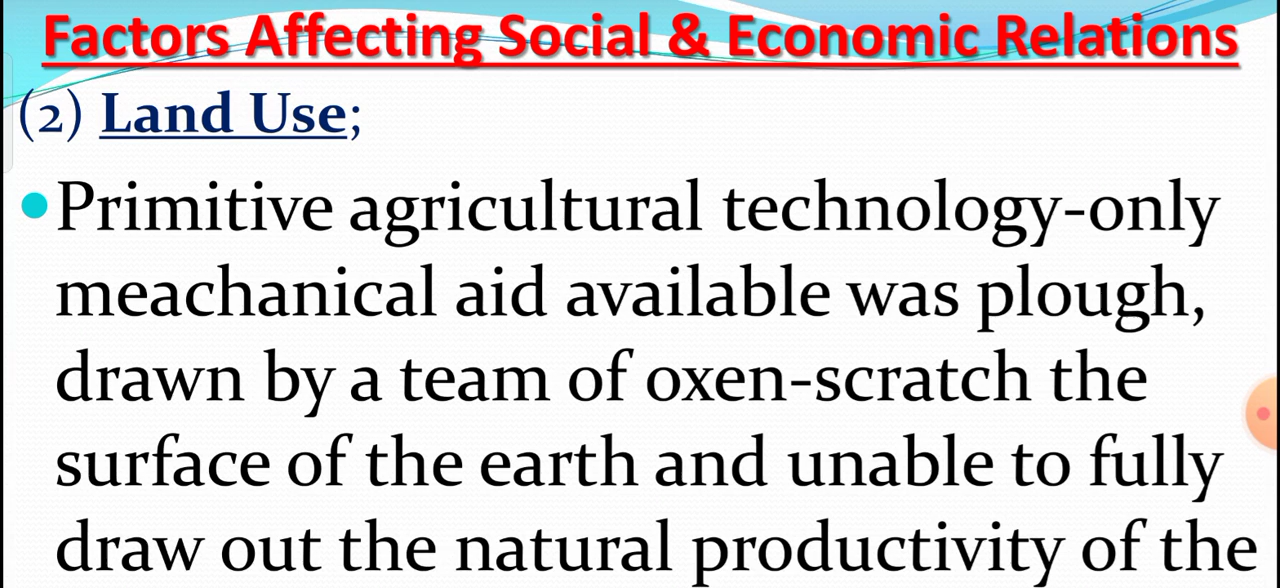 Factors Affecting Social & Economic Relations
(2) Land Use;
Primitive agricultural technology-only
meachanical aid available was plough,
drawn by a team of oxen-scratch the
surface of the earth and unable to fully
draw out the natural productivity of the